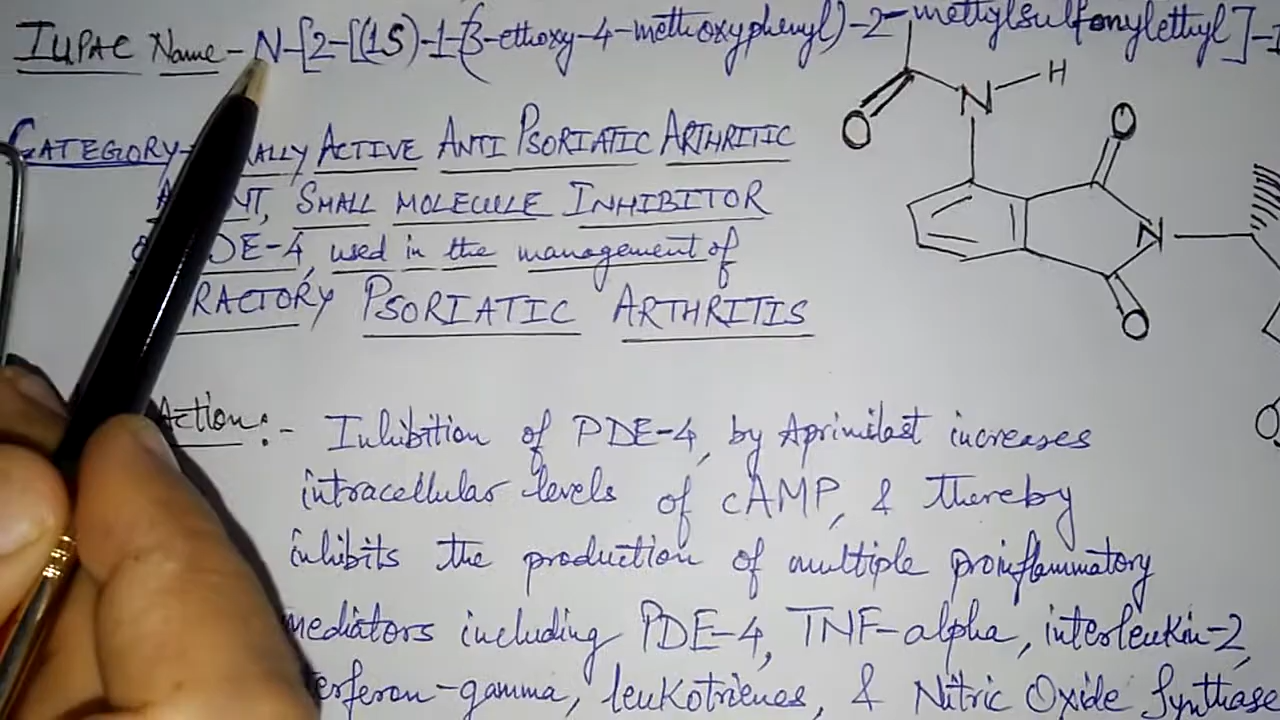 IUPAC Name - N-[2-[(1S)-1-(3-ethoxy-4-methoxyphenyl)-2-methylsulfonylethyl]-1
CATEGORY - RALLY ACTIVE ANTI PSORIATIC ARTHRITIC
NT, SMALL MOLECULE INHIBITOR
DE-4, used in the management of
RACTORY PSORIATIC ARTHRITIS
O N H O
N
O
O
Action:- Inhibition of PDE-4, by Aprimilast increases
intracellular levels of cAMP, & thereby
inhibits the production of multiple proinflammatory
mediators including PDE-4, TNF-alpha, interleukin-2,
erferon-gamma, leukotrienes, & Nitric Oxide Synthase